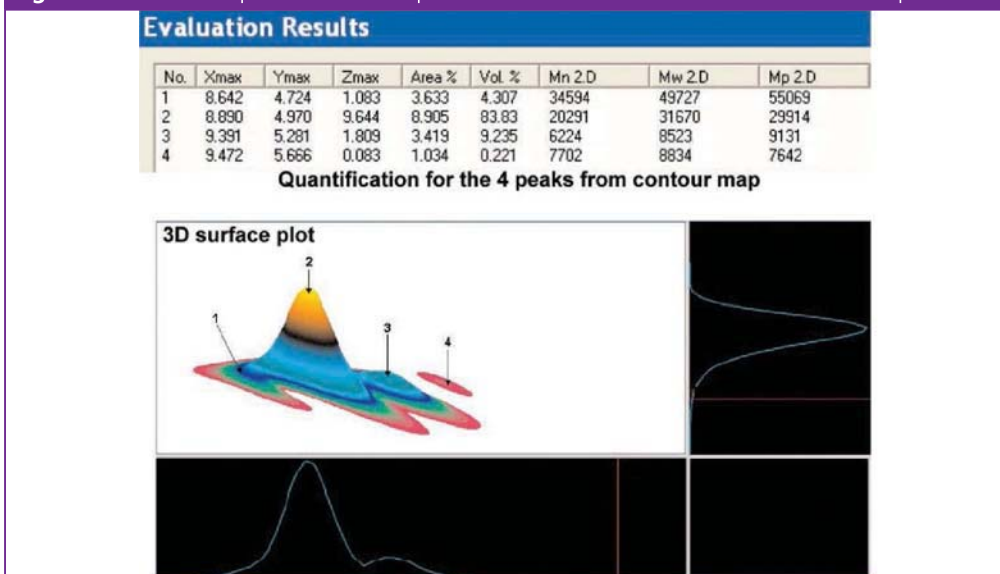 Evaluation Results
No. Xmax Ymax Zmax Area % Vol. % Mn 2.D Mw 2.D Mp 2.D
1 8.642 4.724 1.083 3.633 4.307 34594 49727 55069
2 8.890 4.970 9.644 8.905 83.83 20291 31670 29914
3 9.391 5.281 1.809 3.419 9.235 6224 8523 9131
4 9.472 5.666 0.083 1.034 0.221 7702 8834 7642
Quantification for the 4 peaks from contour map
3D surface plot
2
1
3
4